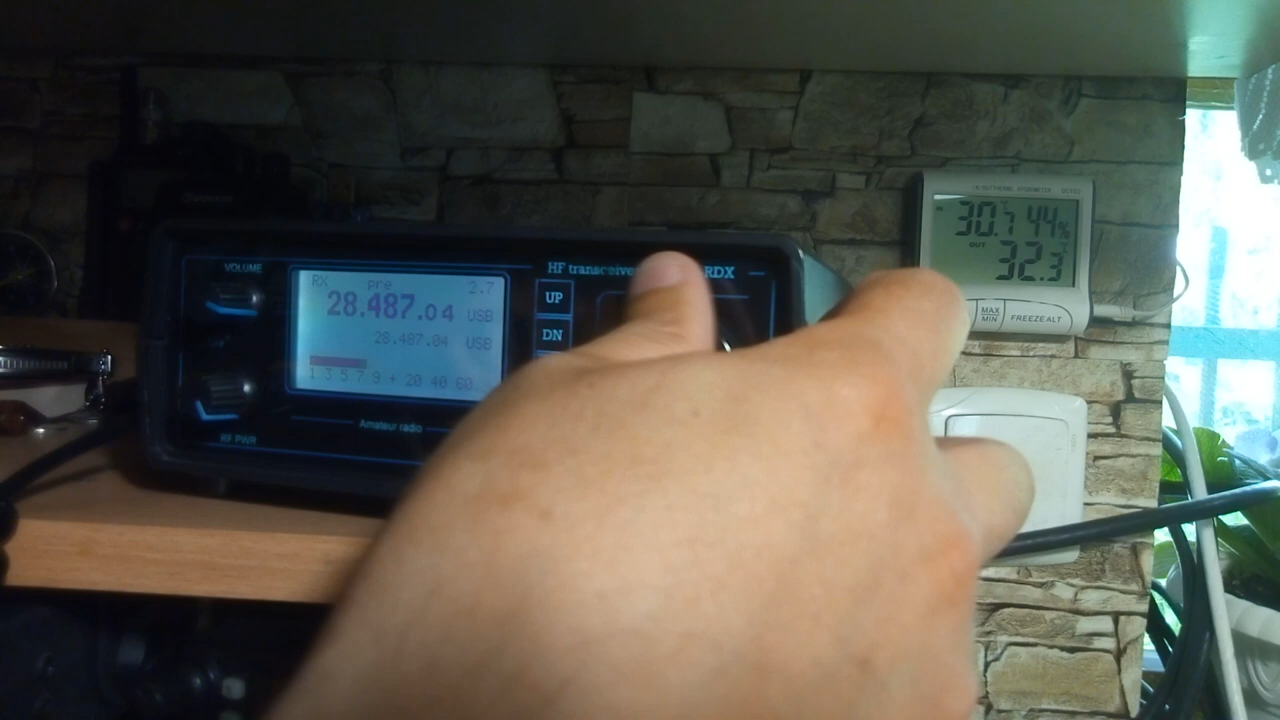 VOLUME
RF PWR
RX pre 2.7
28.487.04 USB
28.487.04 USB
1 3 5 7 9 + 20 40 60
Amateur radio
HF transceive RDX
UP
DN
30.7 °C 44%
OUT 32.3 °C
MAX
MIN
FREEZE ALT